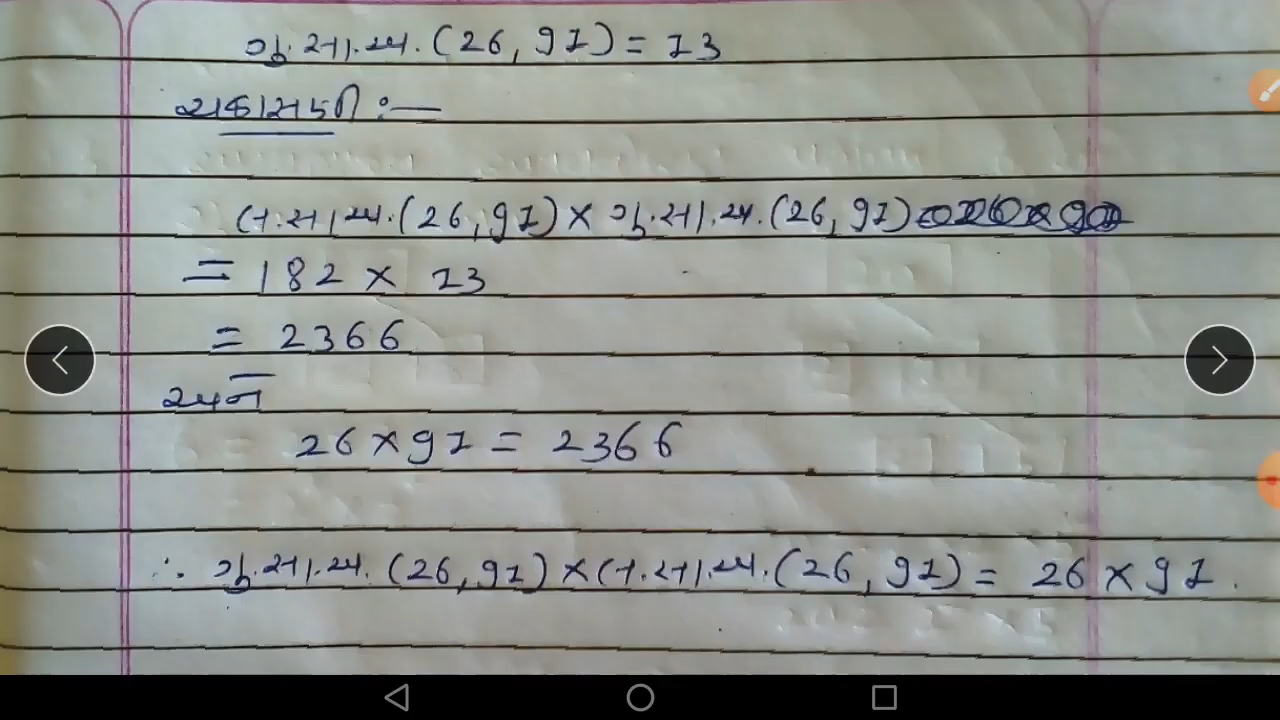 ગુ.સા.અ. (26, 91) = 13
ચકાસણી :—
લ.સા.અ. (26, 91) × ગુ.સા.અ. (26, 91)
= 182 × 13
= 2366
અને
26 × 91 = 2366
∴ ગુ.સા.અ. (26, 91) × લ.સા.અ. (26, 91) = 26 × 91.